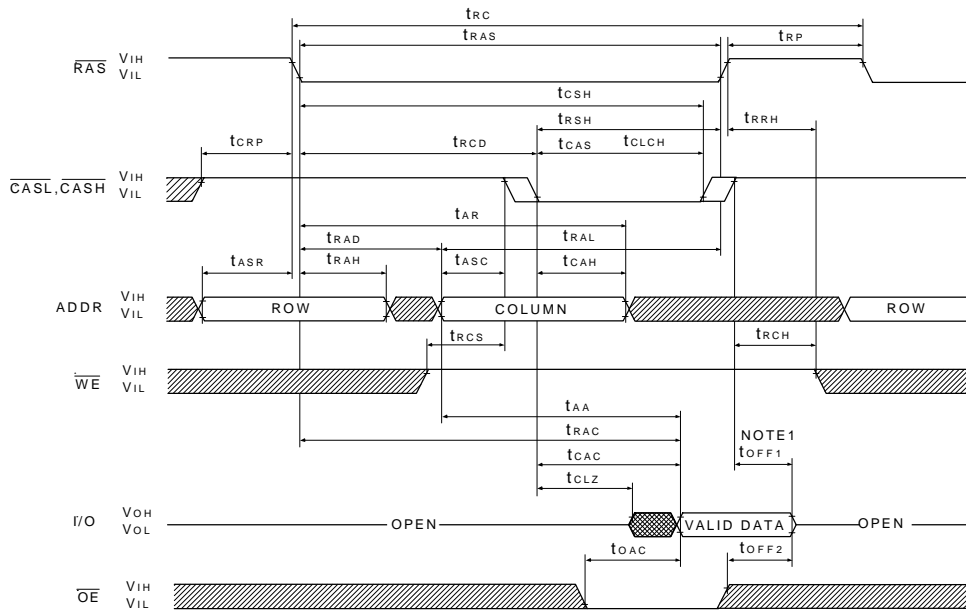 tRC
tRAS tRP
RAS VIH
VIL
tCSH
tRSH tRRH
tCRP tRCD tCAS tCLCH
CASL,CASH VIH
VIL
tAR
tRAD tRAL
tASR tRAH tASC tCAH
ADDR VIH
VIL
ROW COLUMN ROW
tRCS tRCH
WE VIH
VIL
tAA
tRAC NOTE1
tCAC tOFF1
tCLZ
I/O VOH
VOL
OPEN VALID DATA OPEN
tOAC tOFF2
OE VIH
VIL